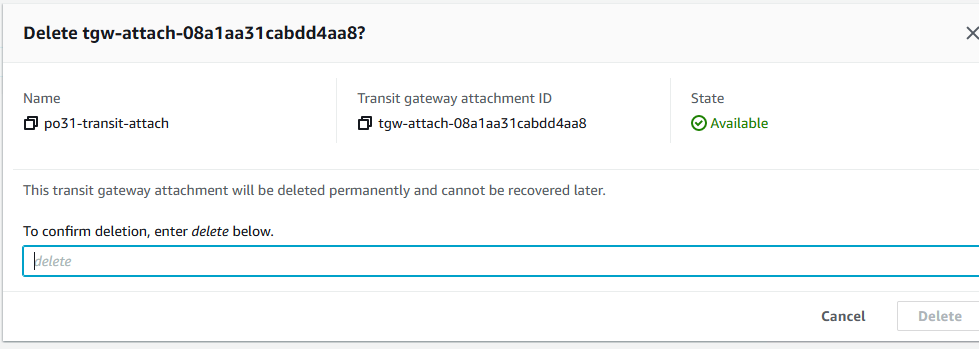 Delete tgw-attach-08a1aa31cabdd4aa8?
Name
Transit gateway attachment ID
State
po31-transit-attach
tgw-attach-08a1aa31cabdd4aa8
Available
This transit gateway attachment will be deleted permanently and cannot be recovered later.
To confirm deletion, enter delete below.
delete
Cancel
Delete